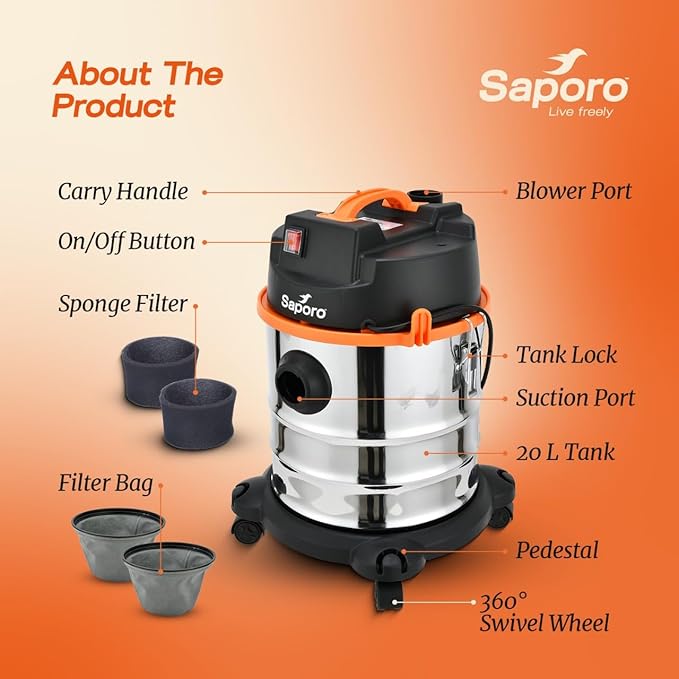 About The
Product
Saporo™
Live freely
Carry Handle
Blower Port
On/Off Button
Sponge Filter
Saporo
Tank Lock
Suction Port
20 L Tank
Filter Bag
Pedestal
360°
Swivel Wheel